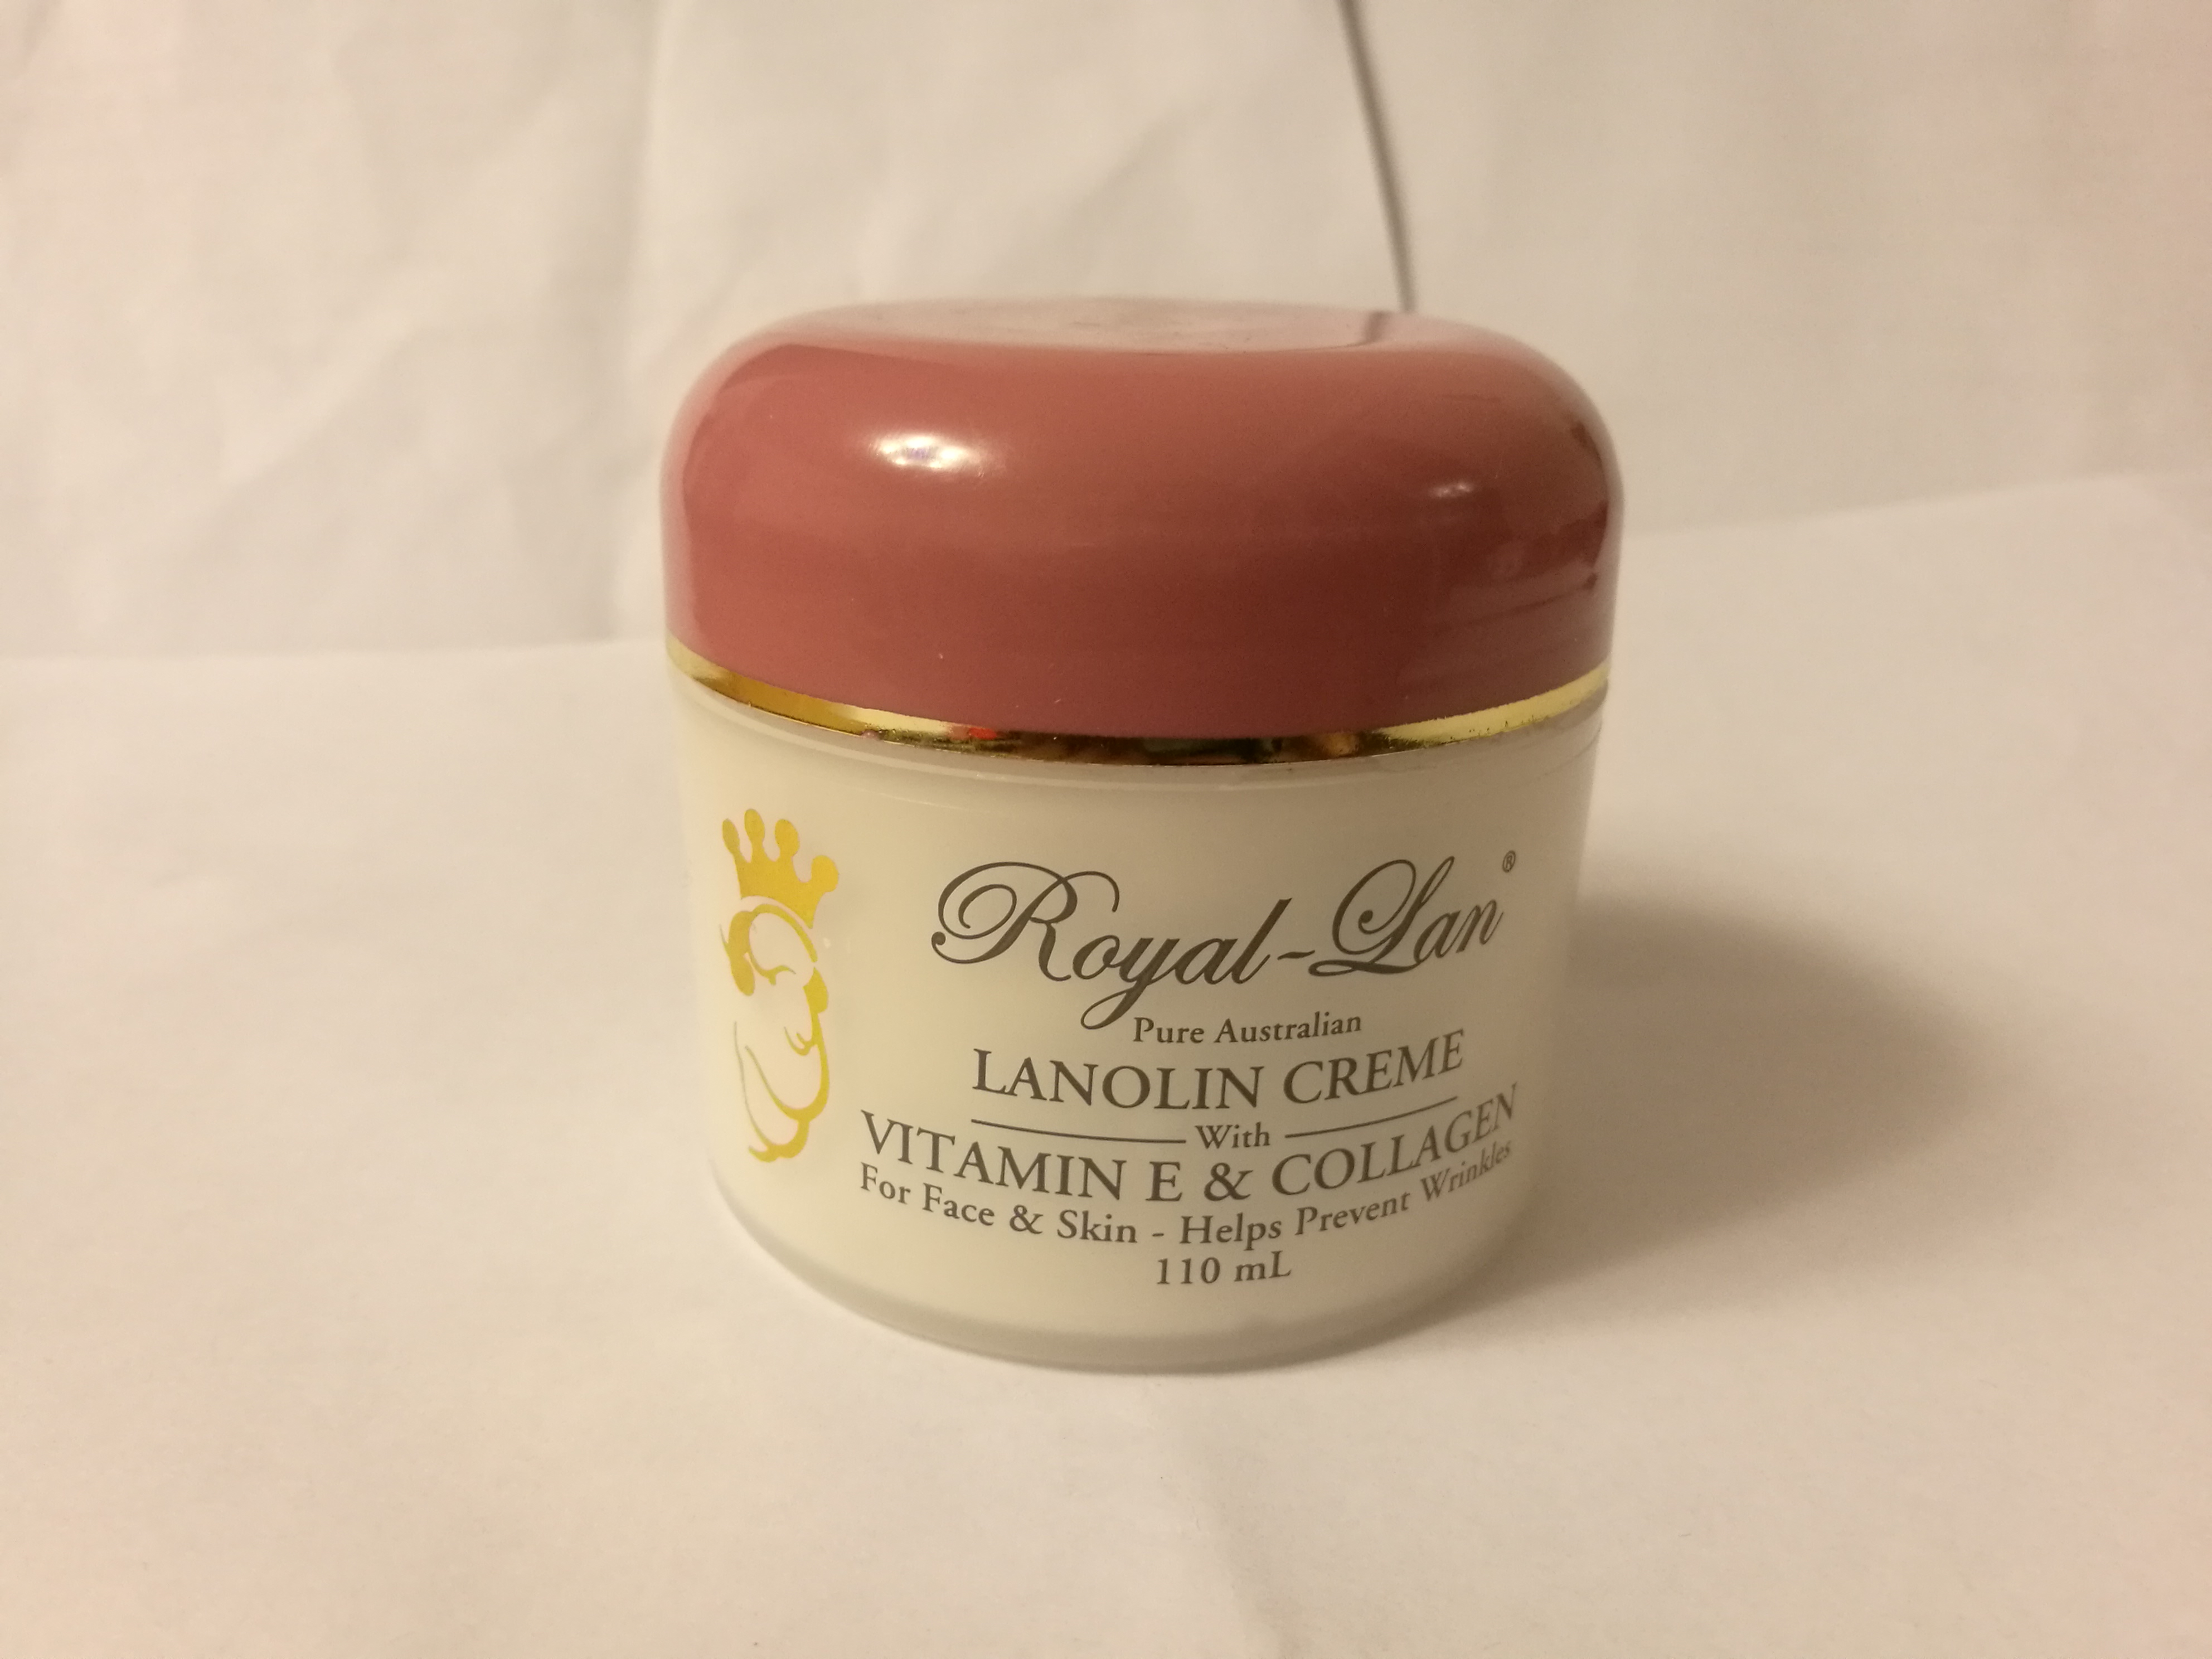 Royal-Lan®
Pure Australian
LANOLIN CREME
With
VITAMIN E & COLLAGEN
For Face & Skin - Helps Prevent Wrinkles
110 mL